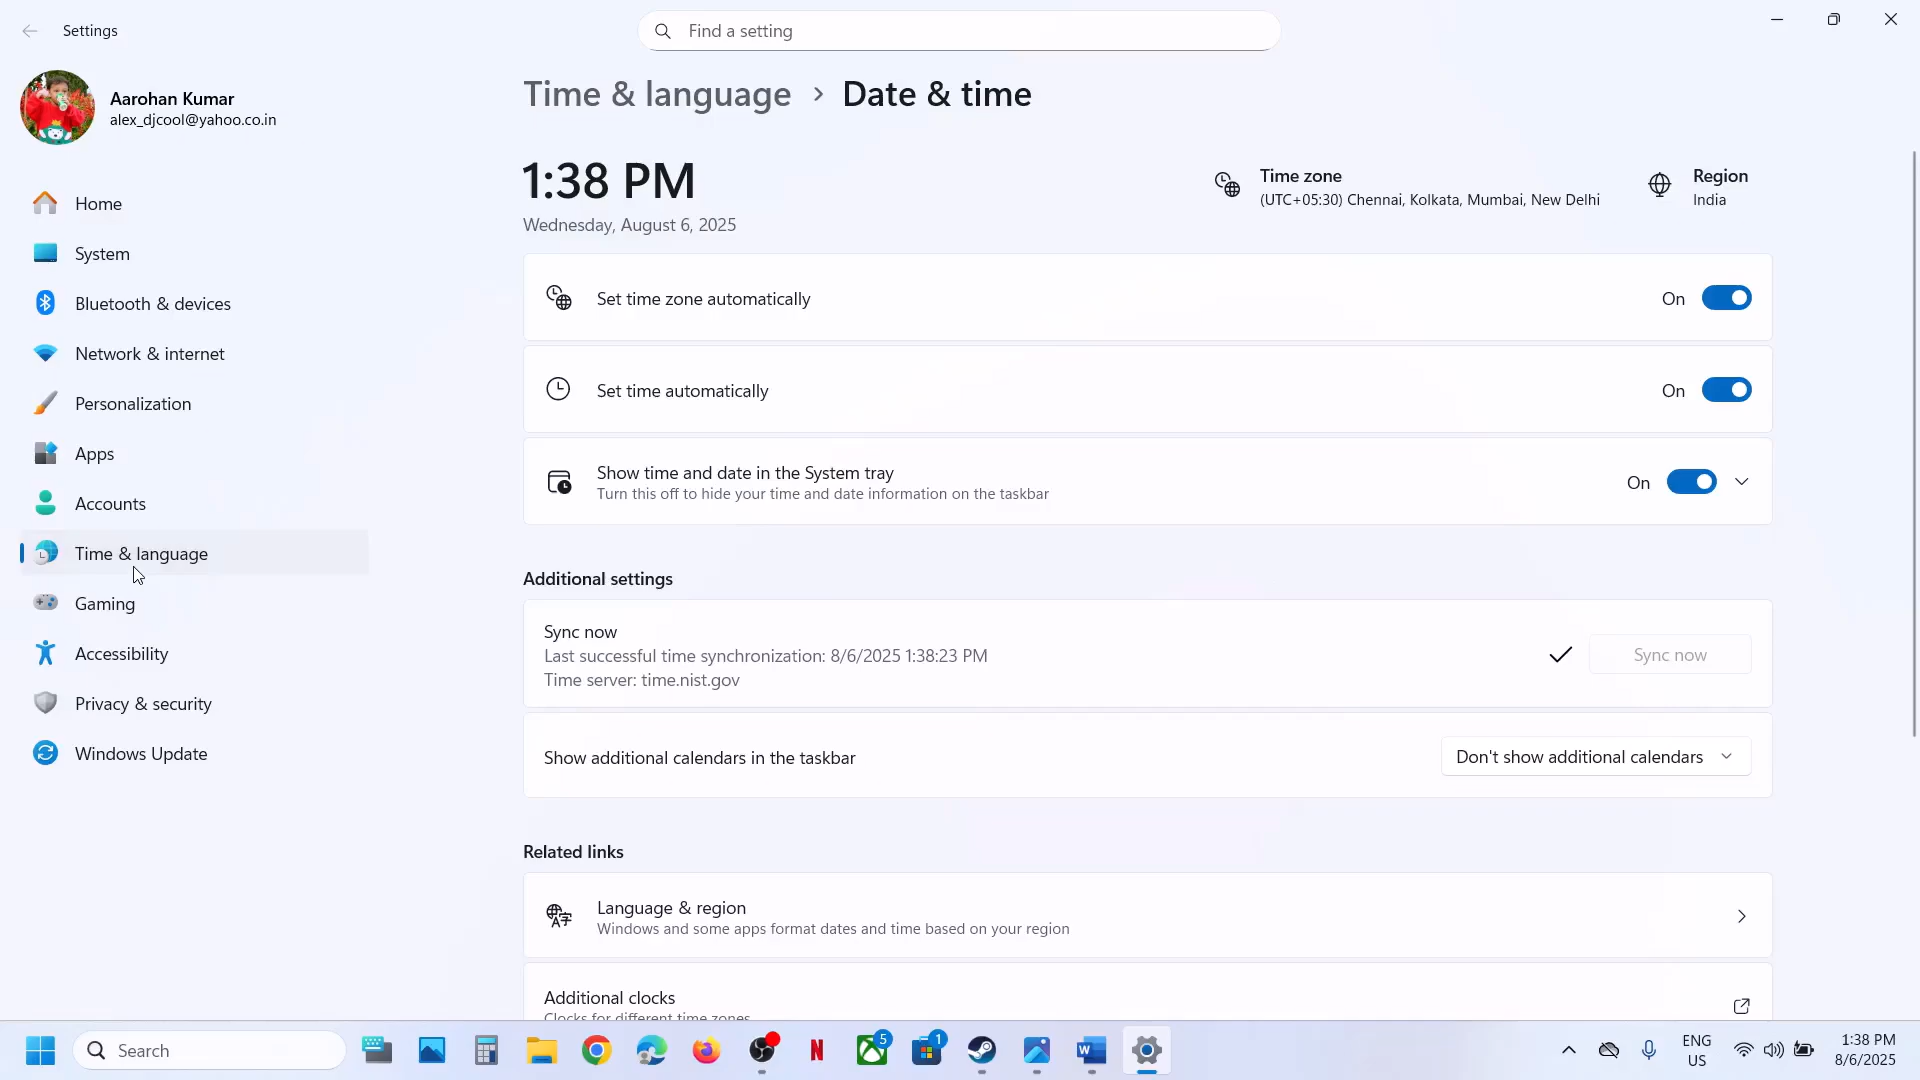 Settings
Find a setting
Aarohan Kumar
alex_djcool@yahoo.co.in
Home
System
Bluetooth & devices
Network & internet
Personalization
Apps
Accounts
Time & language
Gaming
Accessibility
Privacy & security
Windows Update
Time & language > Date & time
1:38 PM
Wednesday, August 6, 2025
Time zone
(UTC+05:30) Chennai, Kolkata, Mumbai, New Delhi
Region
India
Set time zone automatically
On
Set time automatically
On
Show time and date in the System tray
Turn this off to hide your time and date information on the taskbar
On
Additional settings
Sync now
Last successful time synchronization: 8/6/2025 1:38:23 PM
Time server: time.nist.gov
Sync now
Show additional calendars in the taskbar
Don't show additional calendars
Related links
Language & region
Windows and some apps format dates and time based on your region
Additional clocks
Clocks for different time zones
Search
5
1
ENG
US
1:38 PM
8/6/2025